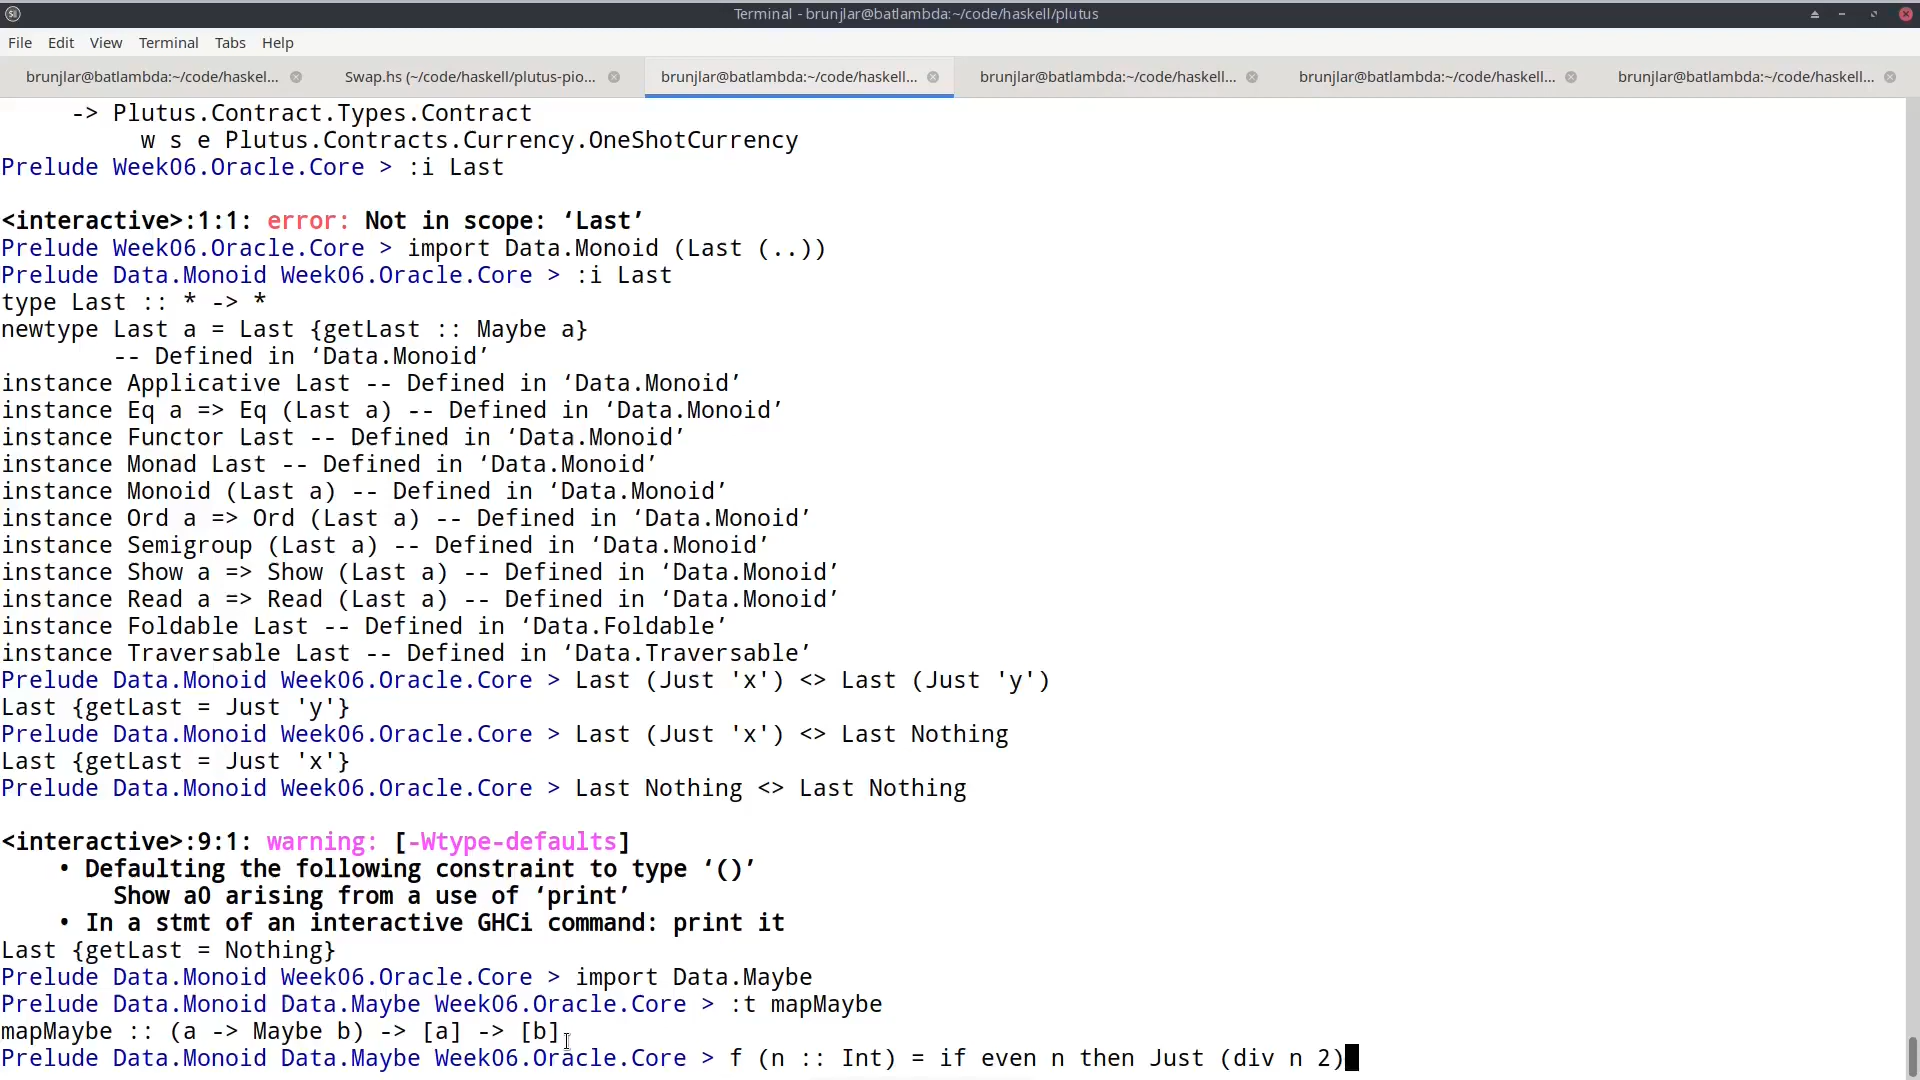 Terminal - brunjlar@batlambda:~/code/haskell/plutus
File Edit View Terminal Tabs Help
brunjlar@batlambda:~/code/haskel... Swap.hs (~/code/haskell/plutus-pio... brunjlar@batlambda:~/code/haskell... brunjlar@batlambda:~/code/haskell... brunjlar@batlambda:~/code/haskell... brunjlar@batlambda:~/code/haskell...
-> Plutus.Contract.Types.Contract
w s e Plutus.Contracts.Currency.OneShotCurrency
Prelude Week06.Oracle.Core > :i Last
<interactive>:1:1: error: Not in scope: ‘Last’
Prelude Week06.Oracle.Core > import Data.Monoid (Last (..))
Prelude Data.Monoid Week06.Oracle.Core > :i Last
type Last :: * -> *
newtype Last a = Last {getLast :: Maybe a}
-- Defined in ‘Data.Monoid’
instance Applicative Last -- Defined in ‘Data.Monoid’
instance Eq a => Eq (Last a) -- Defined in ‘Data.Monoid’
instance Functor Last -- Defined in ‘Data.Monoid’
instance Monad Last -- Defined in ‘Data.Monoid’
instance Monoid (Last a) -- Defined in ‘Data.Monoid’
instance Ord a => Ord (Last a) -- Defined in ‘Data.Monoid’
instance Semigroup (Last a) -- Defined in ‘Data.Monoid’
instance Show a => Show (Last a) -- Defined in ‘Data.Monoid’
instance Read a => Read (Last a) -- Defined in ‘Data.Monoid’
instance Foldable Last -- Defined in ‘Data.Foldable’
instance Traversable Last -- Defined in ‘Data.Traversable’
Prelude Data.Monoid Week06.Oracle.Core > Last (Just 'x') <> Last (Just 'y')
Last {getLast = Just 'y'}
Prelude Data.Monoid Week06.Oracle.Core > Last (Just 'x') <> Last Nothing
Last {getLast = Just 'x'}
Prelude Data.Monoid Week06.Oracle.Core > Last Nothing <> Last Nothing
<interactive>:9:1: warning: [-Wtype-defaults]
• Defaulting the following constraint to type ‘()’
Show a0 arising from a use of ‘print’
• In a stmt of an interactive GHCi command: print it
Last {getLast = Nothing}
Prelude Data.Monoid Week06.Oracle.Core > import Data.Maybe
Prelude Data.Monoid Data.Maybe Week06.Oracle.Core > :t mapMaybe
mapMaybe :: (a -> Maybe b) -> [a] -> [b]
Prelude Data.Monoid Data.Maybe Week06.Oracle.Core > f (n :: Int) = if even n then Just (div n 2)